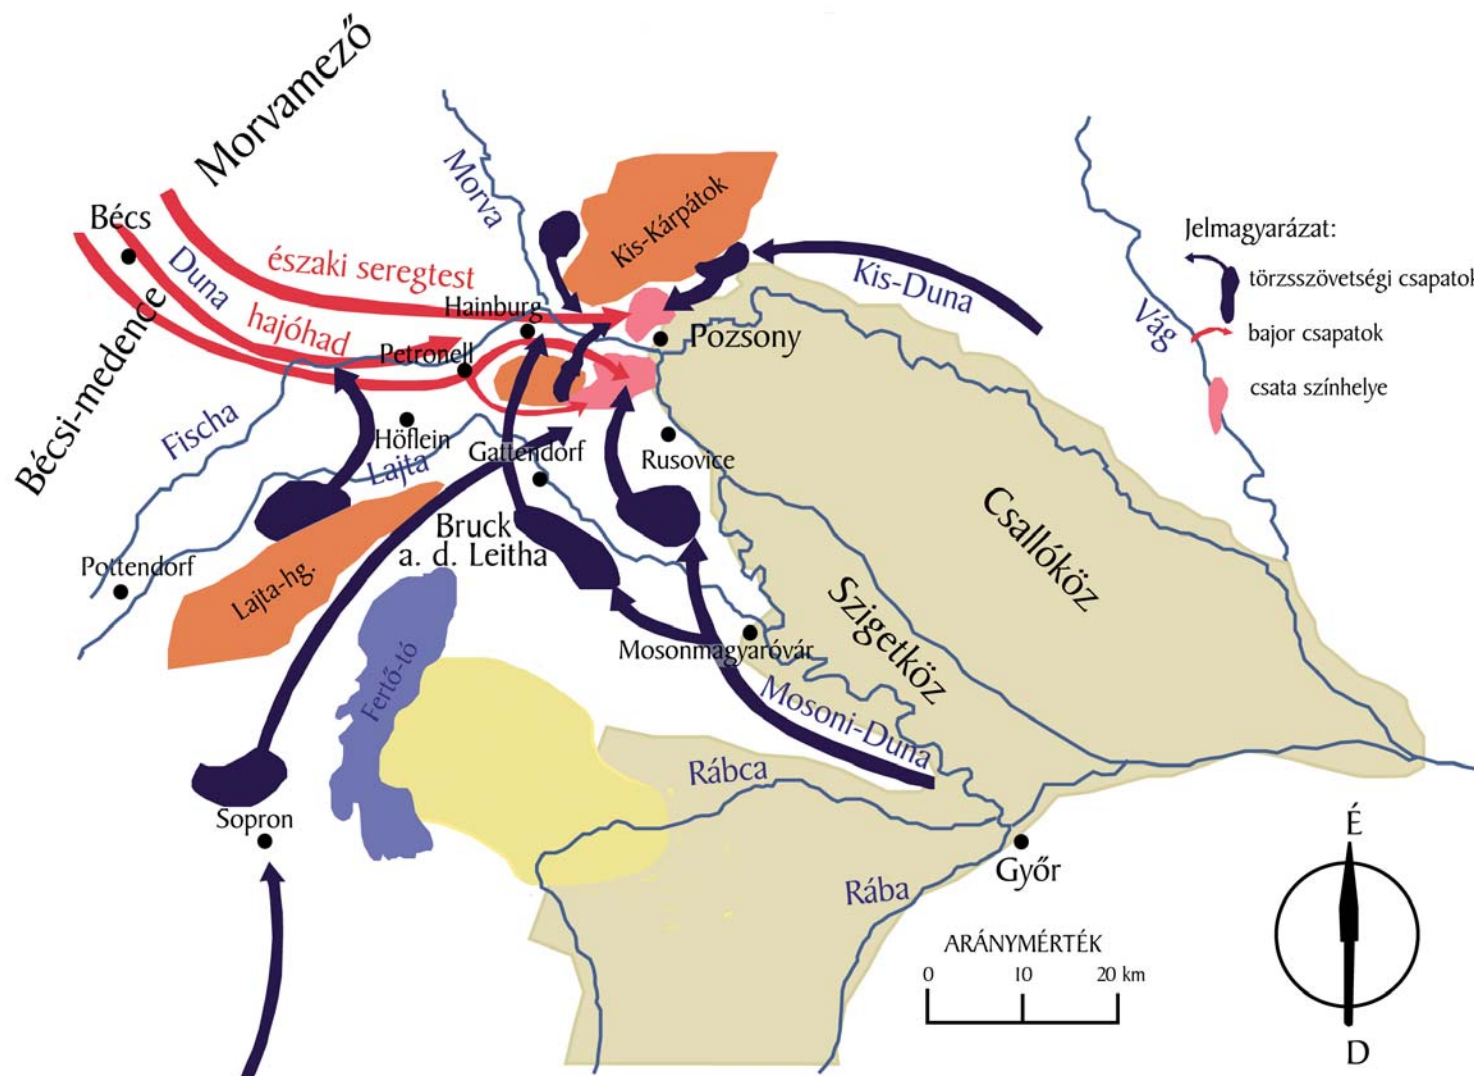 Morvamező
Bécs
Duna
Bécsi-medence
északi seregtest
hajóhad
Morva
Kis-Kárpátok
Hainburg
Petronell
Pozsony
Kis-Duna
Vág
Jelmagyarázat:
törzsszövetségi csapatok
bajor csapatok
csata színhelye
Fischa
Höflein
Lajta
Gattendorf
Rusovice
Bruck
a. d. Leitha
Pottendorf
Lajta-hg.
Fertő-tó
Mosonmagyaróvár
Csallóköz
Szigetköz
Mosoni-Duna
Rábca
Sopron
Rába
Győr
ARÁNYMÉRTÉK
0 10 20 km
É
D